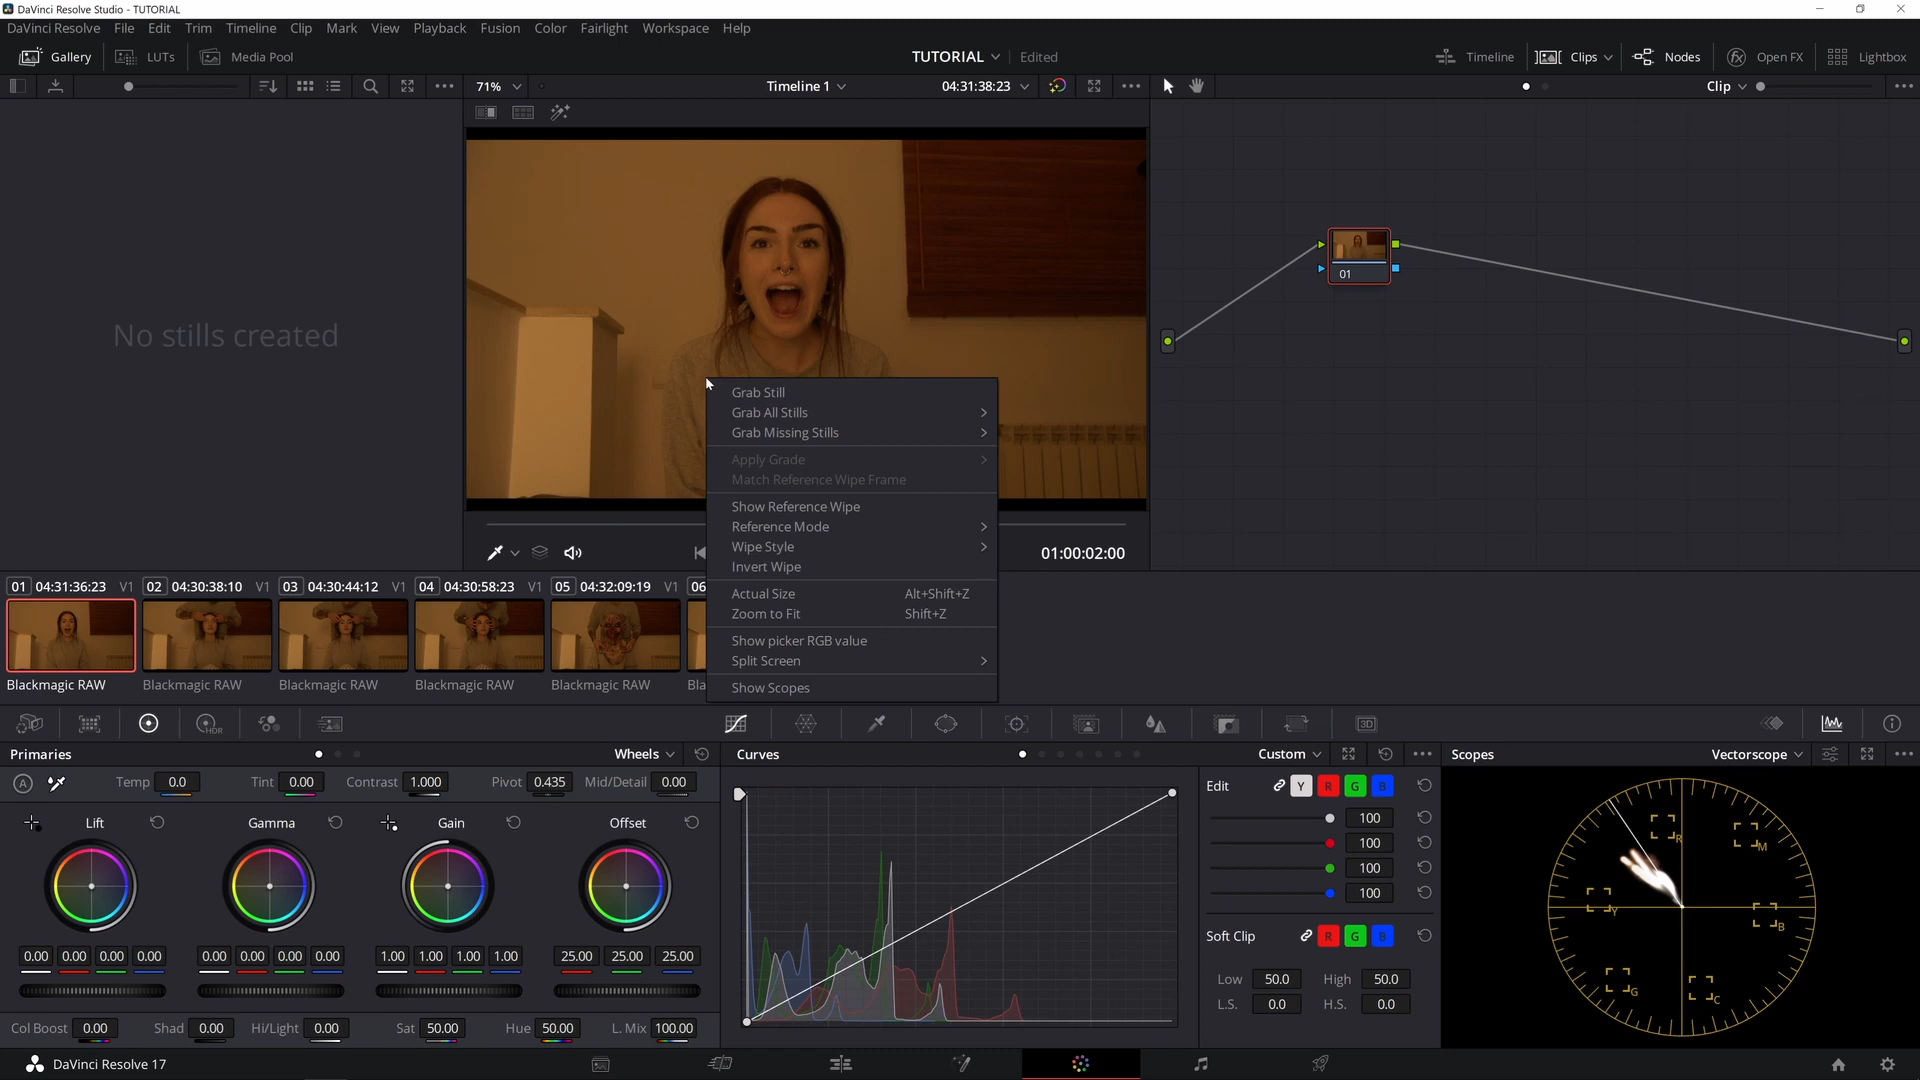 DaVinci Resolve Studio - TUTORIAL
DaVinci Resolve File Edit Trim Timeline Clip Mark View Playback Fusion Color Fairlight Workspace Help
Gallery LUTs Media Pool TUTORIAL Edited Timeline Clips Nodes Open FX Lightbox
71% Timeline 1 04:31:38:23 Clip
No stills created
01
Grab Still
Grab All Stills
Grab Missing Stills
Apply Grade
Match Reference Wipe Frame
Show Reference Wipe
Reference Mode
Wipe Style
Invert Wipe
Actual Size Alt+Shift+Z
Zoom to Fit Shift+Z
Show picker RGB value
Split Screen
Show Scopes
01:00:02:00
01 04:31:36:23 V1 02 04:30:38:10 V1 03 04:30:44:12 V1 04 04:30:58:23 V1 05 04:32:09:19 V1 06
Blackmagic RAW Blackmagic RAW Blackmagic RAW Blackmagic RAW Blackmagic RAW Bla
HDR 3D
Primaries Wheels Curves Custom Scopes Vectorscope
A Temp 0.0 Tint 0.00 Contrast 1.000 Pivot 0.435 Mid/Detail 0.00
Edit Y R G B
Lift Gamma Gain Offset
100
100
100
100
Soft Clip R G B
0.00 0.00 0.00 0.00 0.00 0.00 0.00 0.00 1.00 1.00 1.00 1.00 25.00 25.00 25.00
Low 50.0 High 50.0
L.S. 0.0 H.S. 0.0
Col Boost 0.00 Shad 0.00 Hi/Light 0.00 Sat 50.00 Hue 50.00 L. Mix 100.00
R
M
Y
B
G
C
DaVinci Resolve 17